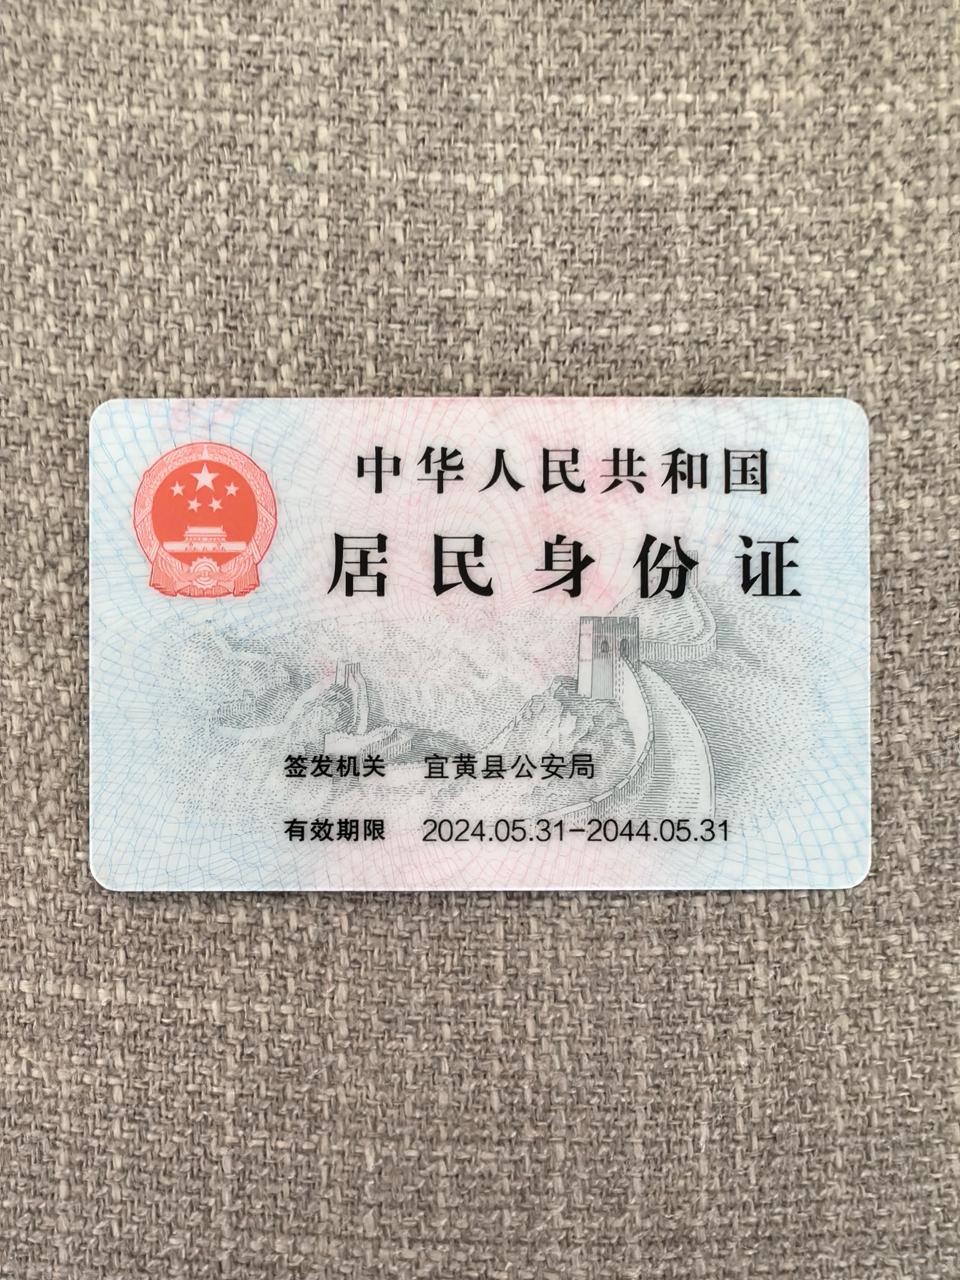 中华人民共和国
居民身份证
签发机关 宜黄县公安局
有效期限 2024.05.31-2044.05.31